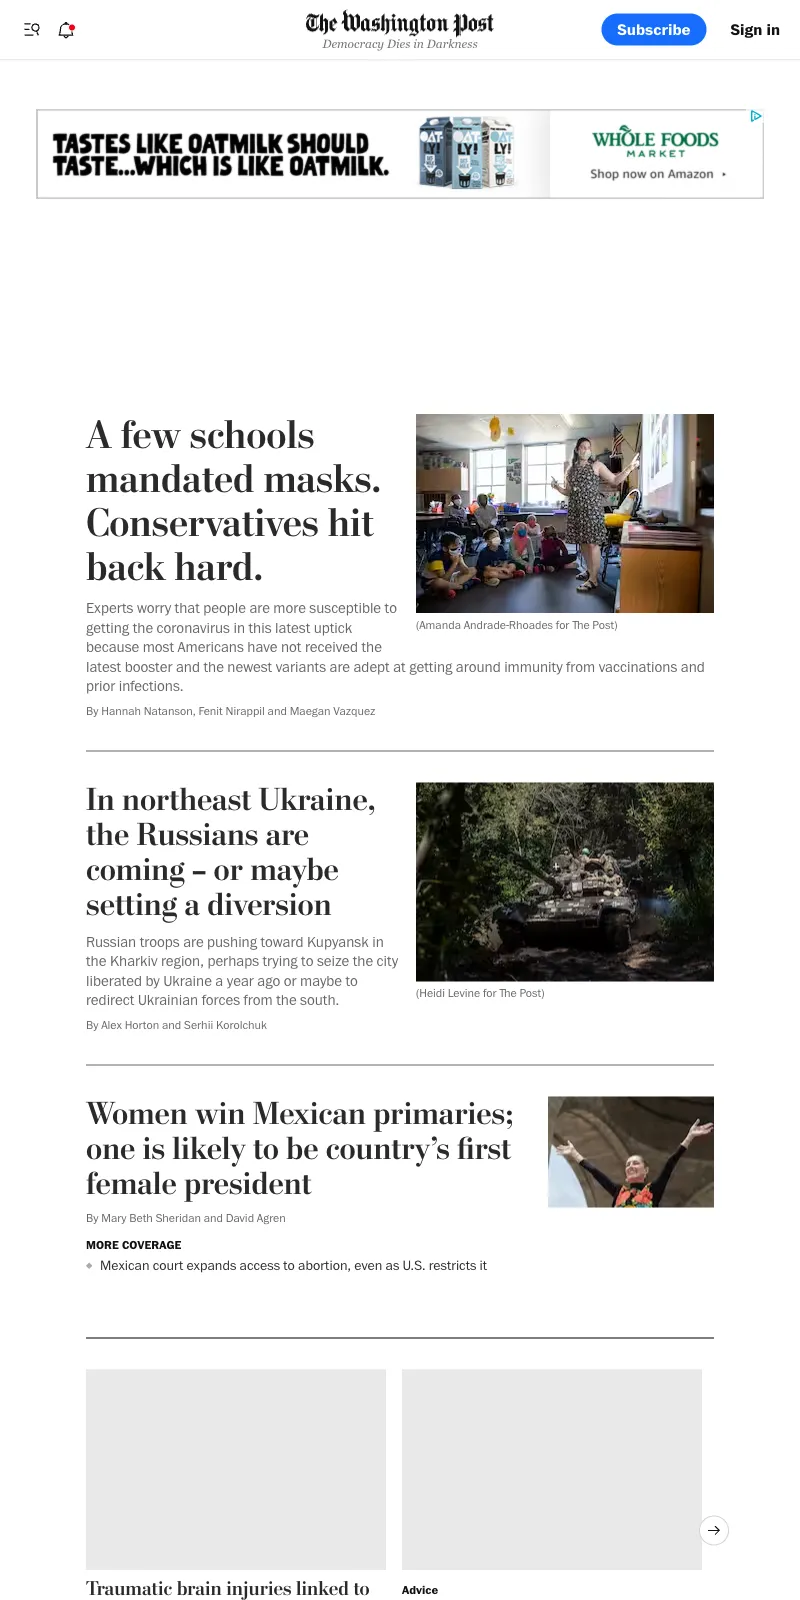 The Washington Post
Democracy Dies in Darkness
Subscribe
Sign in
TASTES LIKE OATMILK SHOULD
TASTE...WHICH IS LIKE OATMILK.
OAT-
LY!
OAT-
LY!
OAT-
LY!
WHOLE FOODS
MARKET
Shop now on Amazon
A few schools
mandated masks.
Conservatives hit
back hard.
Experts worry that people are more susceptible to
getting the coronavirus in this latest uptick
because most Americans have not received the
latest booster and the newest variants are adept at getting around immunity from vaccinations and
prior infections.
By Hannah Natanson, Fenit Nirappil and Maegan Vazquez
(Amanda Andrade-Rhoades for The Post)
In northeast Ukraine,
the Russians are
coming – or maybe
setting a diversion
Russian troops are pushing toward Kupyansk in
the Kharkiv region, perhaps trying to seize the city
liberated by Ukraine a year ago or maybe to
redirect Ukrainian forces from the south.
By Alex Horton and Serhii Korolchuk
(Heidi Levine for The Post)
Women win Mexican primaries;
one is likely to be country’s first
female president
By Mary Beth Sheridan and David Agren
MORE COVERAGE
Mexican court expands access to abortion, even as U.S. restricts it
Traumatic brain injuries linked to
Advice